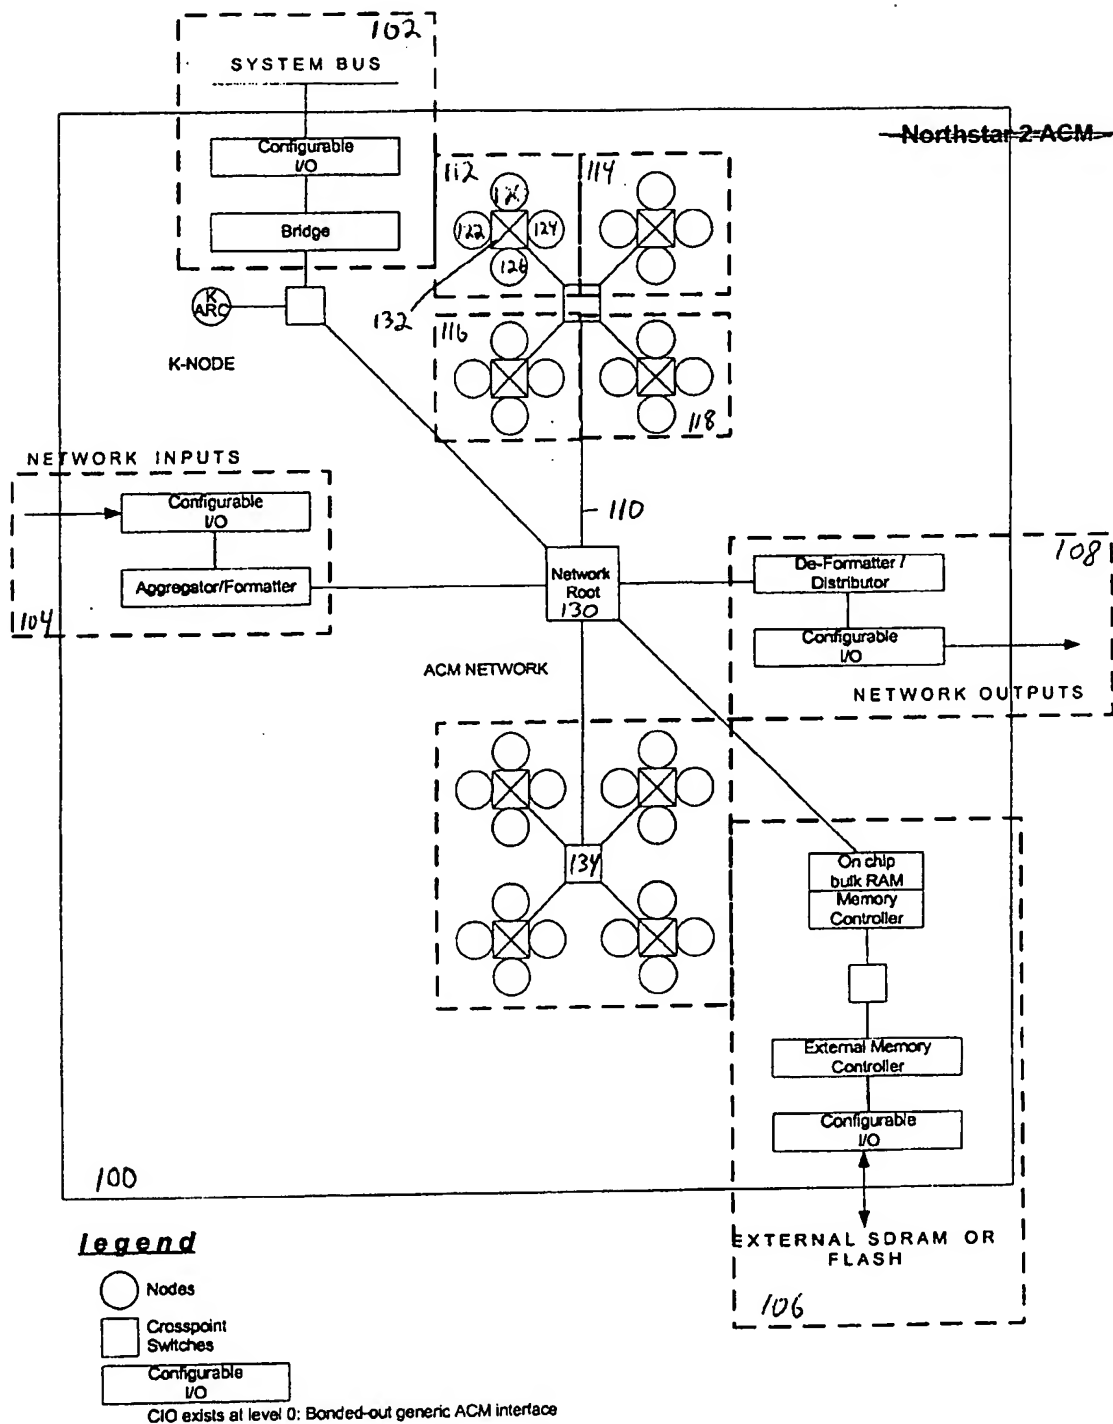 102
SYSTEM BUS
Configurable
I/O
Bridge
Northstar 2 ACM
112
114
120
122
124
126
132
K
ARC
K-NODE
116
118
NETWORK INPUTS
Configurable
I/O
Aggregator/Formatter
104
110
Network
Root
130
108
De-Formatter /
Distributor
Configurable
I/O
NETWORK OUTPUTS
ACM NETWORK
134
On chip
bulk RAM
Memory
Controller
External Memory
Controller
Configurable
I/O
100
EXTERNAL SDRAM OR
FLASH
106
legend
Nodes
Crosspoint
Switches
Configurable
I/O
CIO exists at level 0: Bonded-out generic ACM interface